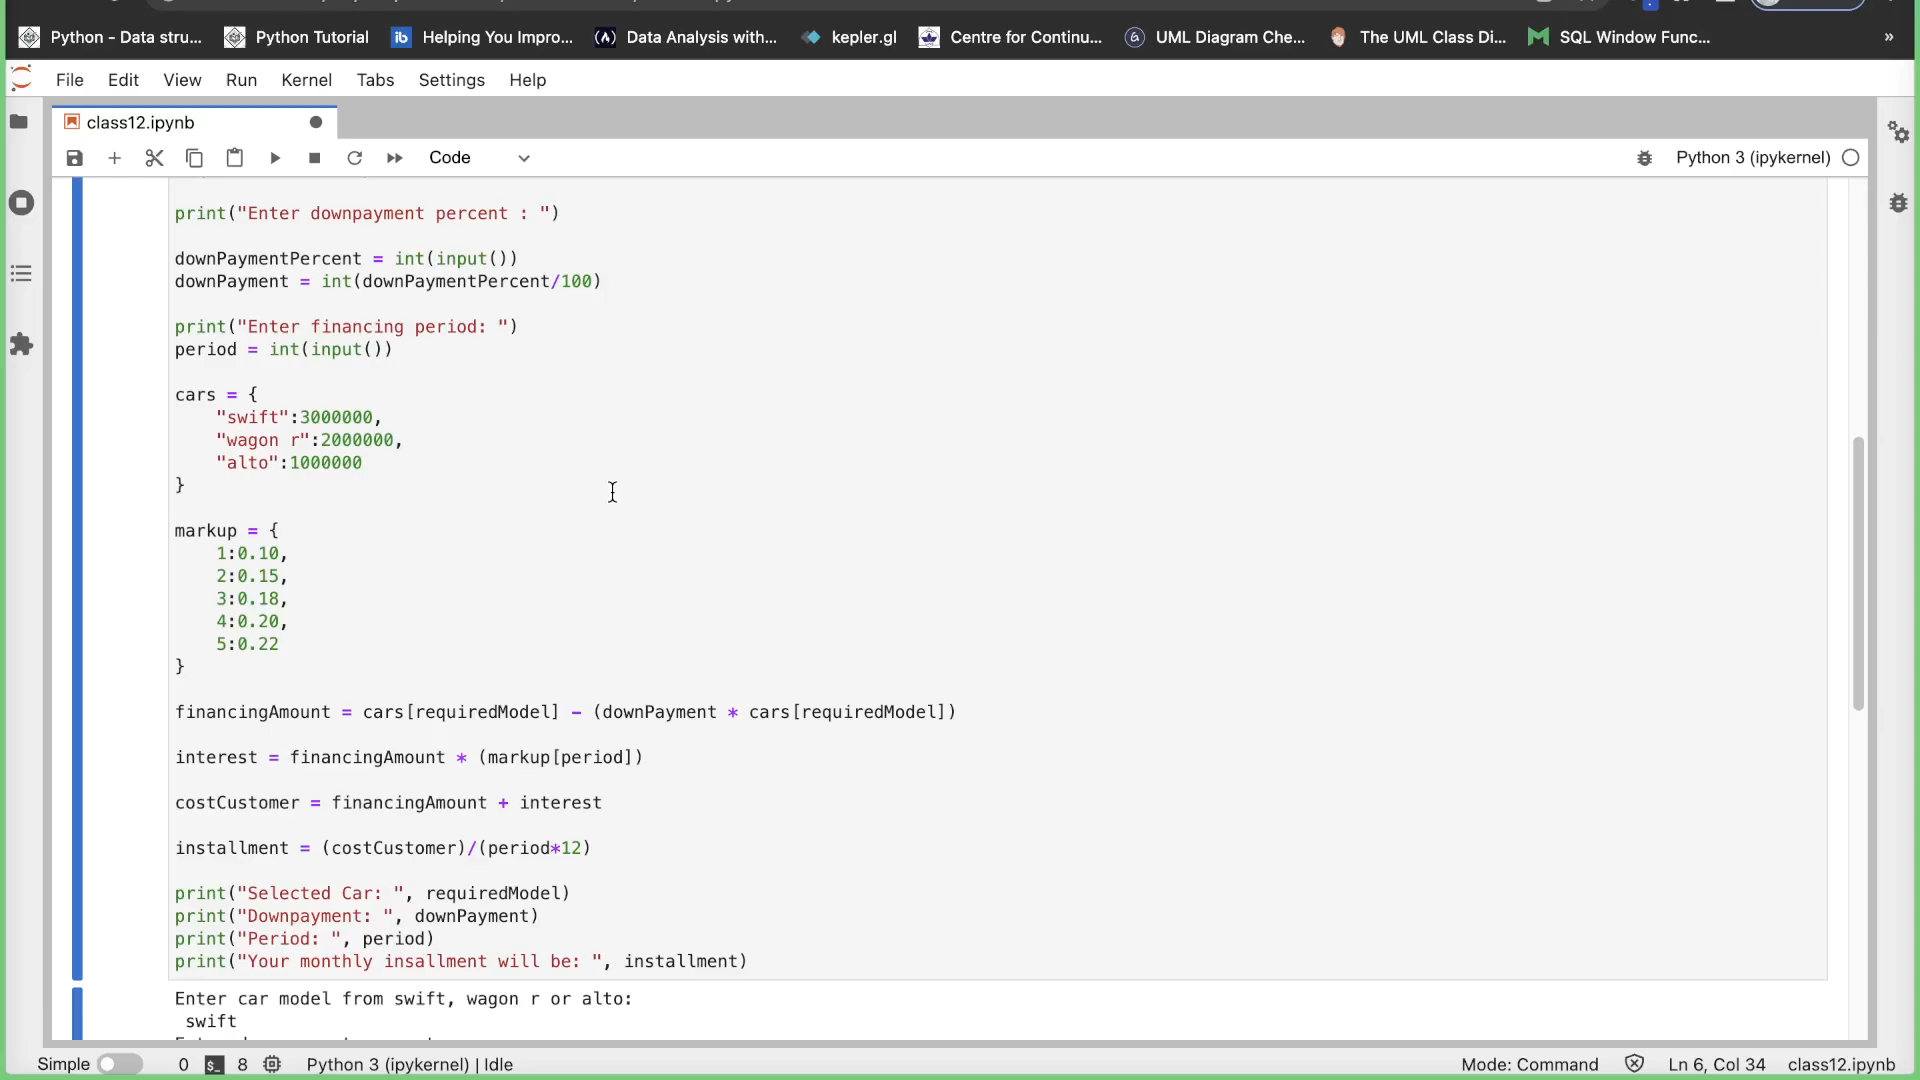 Python - Data stru...
Python Tutorial
Helping You Impro...
Data Analysis with...
kepler.gl
Centre for Continu...
UML Diagram Che...
The UML Class Di...
SQL Window Func...
»
File Edit View Run Kernel Tabs Settings Help
class12.ipynb
Code
Python 3 (ipykernel)
print("Enter downpayment percent : ")
downPaymentPercent = int(input())
downPayment = int(downPaymentPercent/100)
print("Enter financing period: ")
period = int(input())
cars = {
"swift":3000000,
"wagon r":2000000,
"alto":1000000
}
markup = {
1:0.10,
2:0.15,
3:0.18,
4:0.20,
5:0.22
}
financingAmount = cars[requiredModel] - (downPayment * cars[requiredModel])
interest = financingAmount * (markup[period])
costCustomer = financingAmount + interest
installment = (costCustomer)/(period*12)
print("Selected Car: ", requiredModel)
print("Downpayment: ", downPayment)
print("Period: ", period)
print("Your monthly insallment will be: ", installment)
Enter car model from swift, wagon r or alto:
swift
Simple 0 $_ 8 Python 3 (ipykernel) | Idle Mode: Command Ln 6, Col 34 class12.ipynb